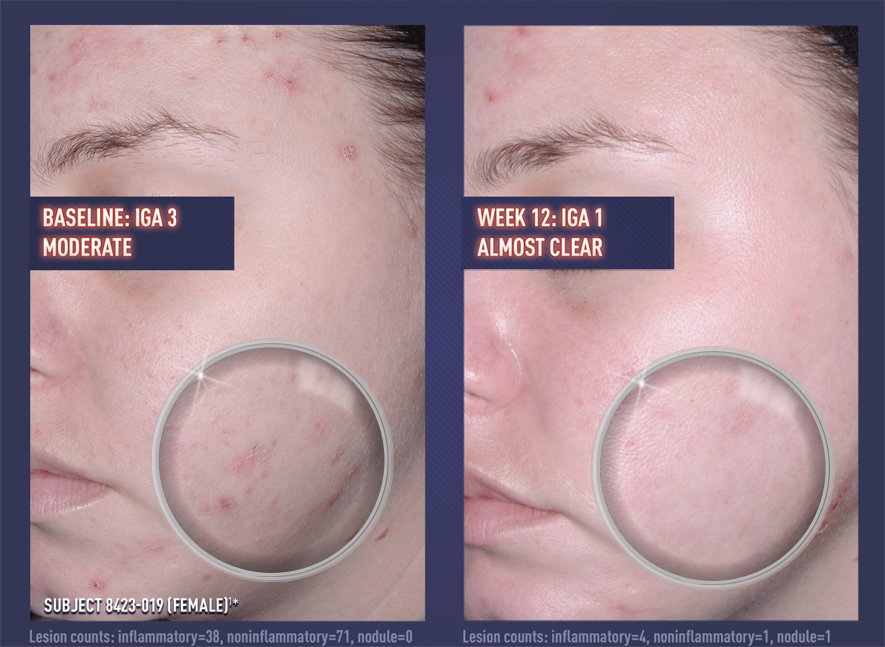 BASELINE: IGA 3
MODERATE
WEEK 12: IGA 1
ALMOST CLEAR
SUBJECT 8423-019 (FEMALE)¹*
Lesion counts: inflammatory=38, noninflammatory=71, nodule=0
Lesion counts: inflammatory=4, noninflammatory=1, nodule=1